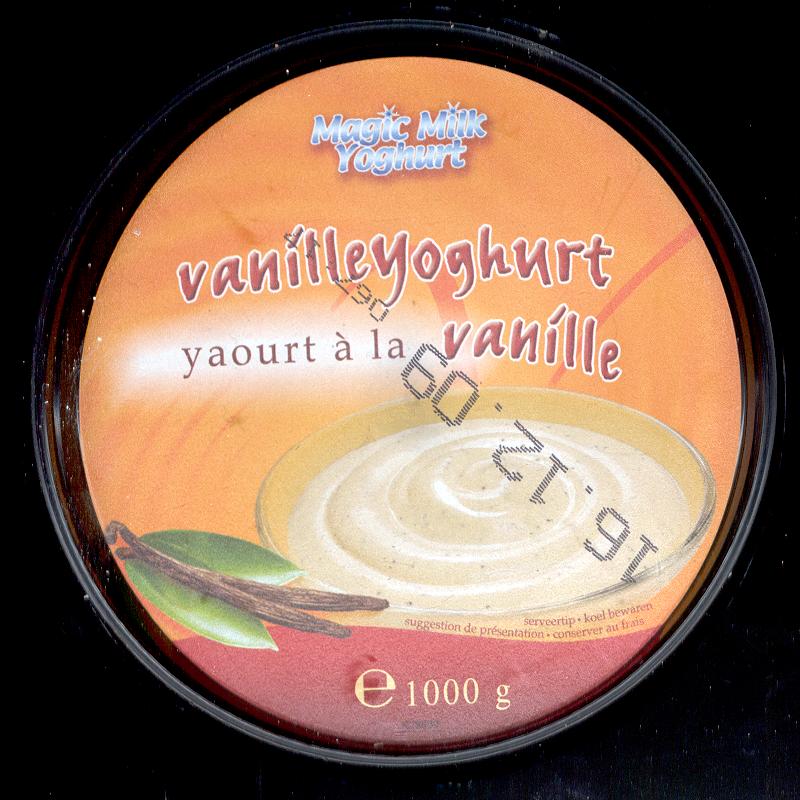 Magic Milk
Yoghurt
vanilleyoghurt
yaourt à la vanille
16.12.09
serveertip • koel bewaren
suggestion de présentation • conserver au frais
e 1000 g